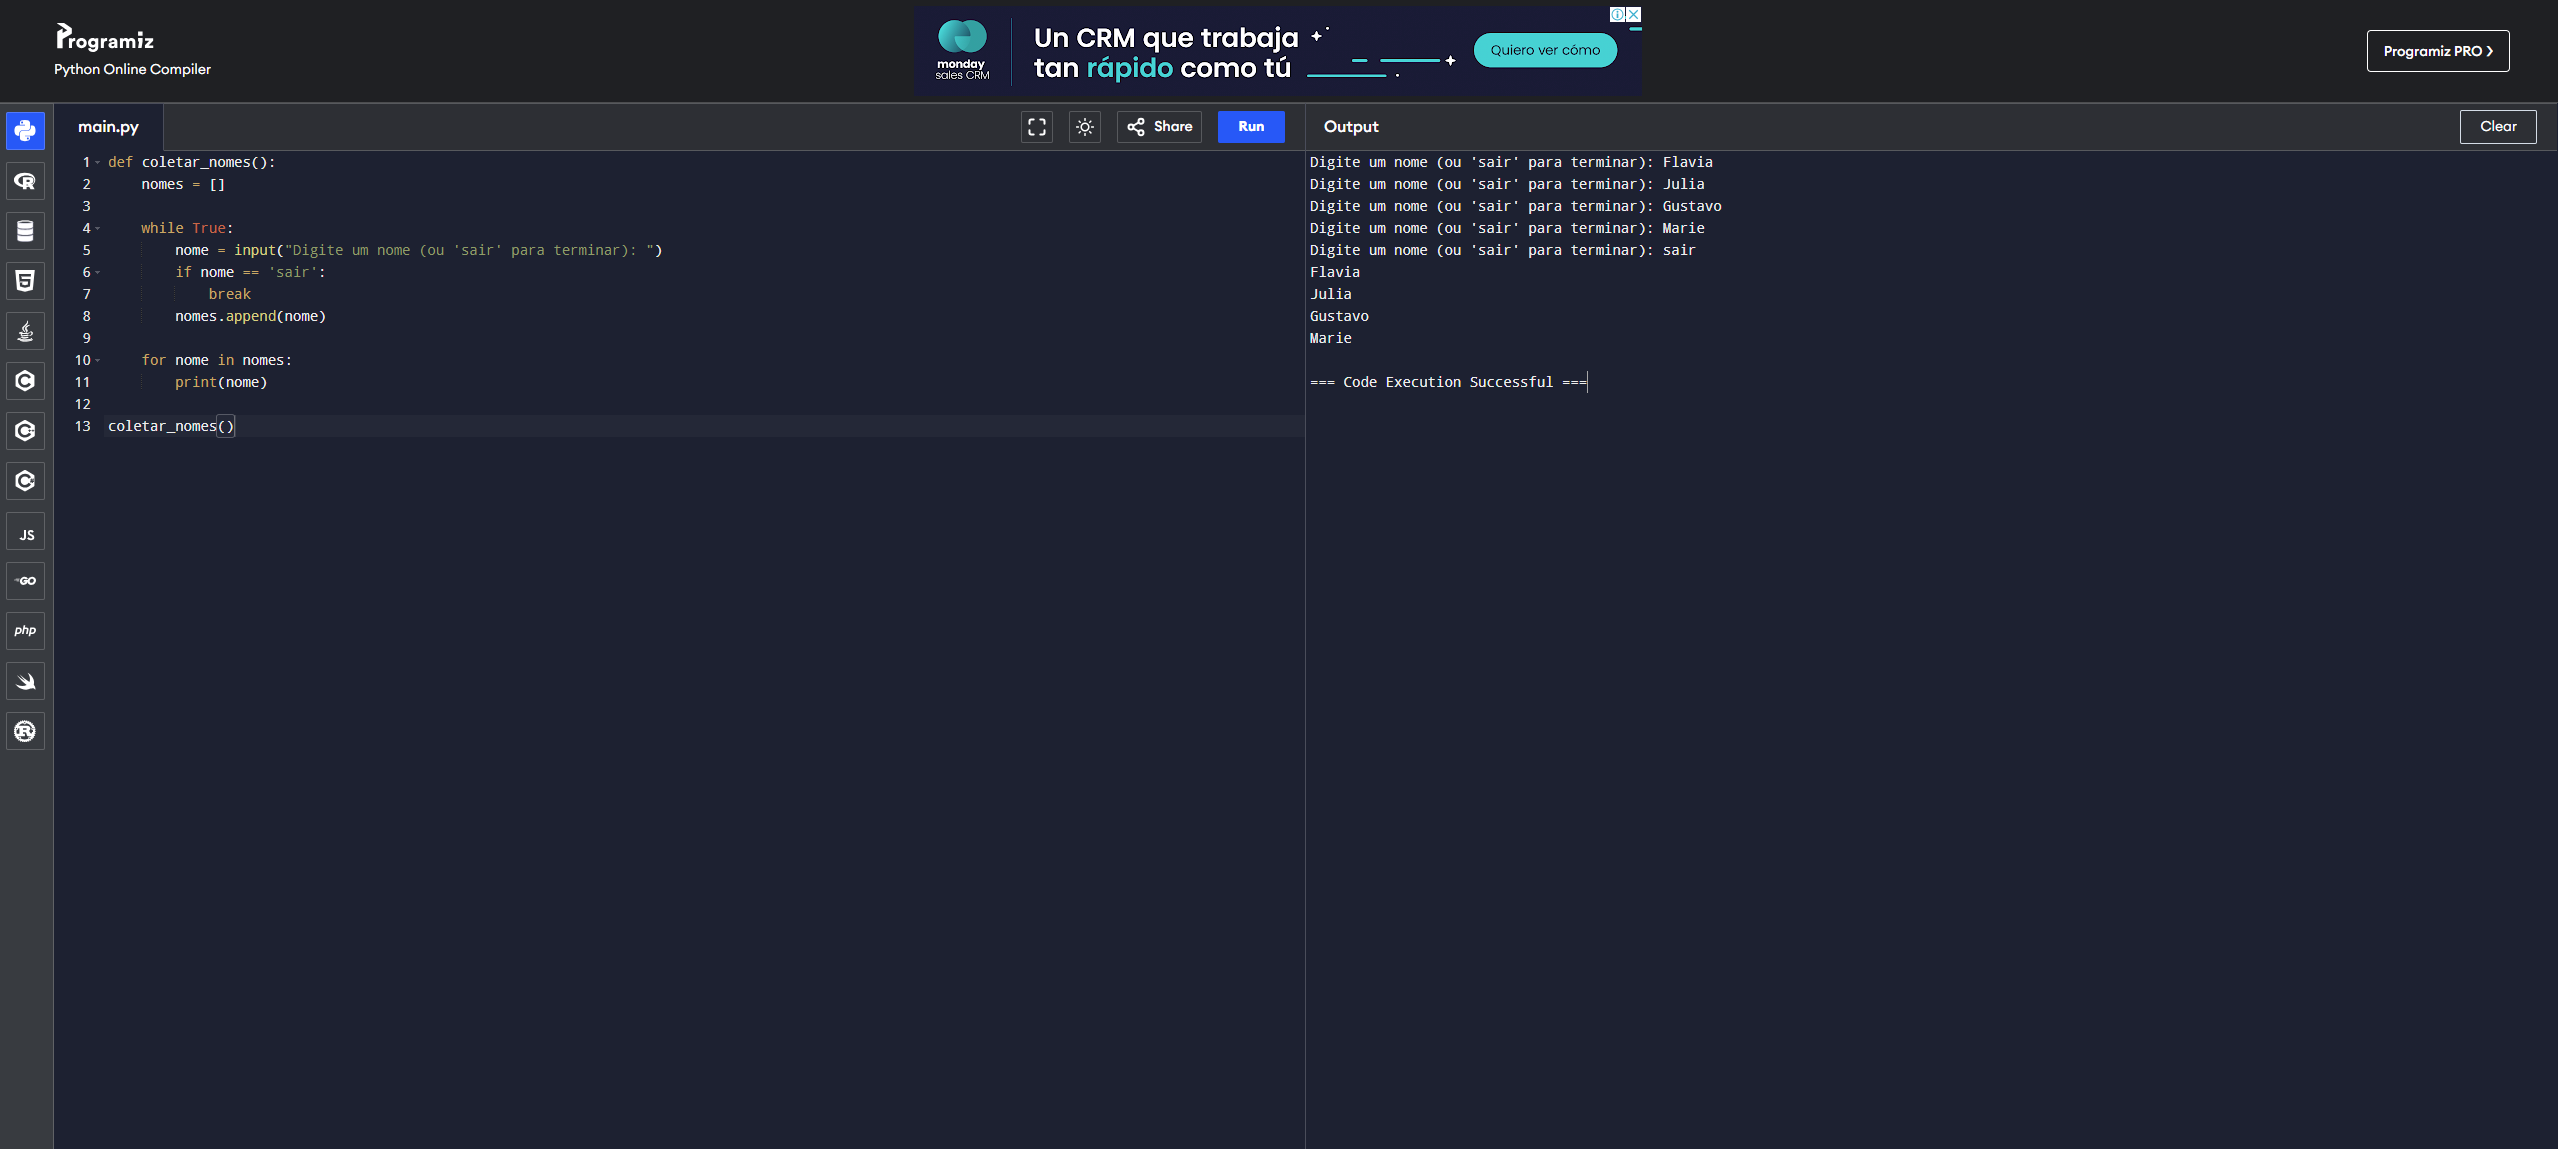 Programiz
Python Online Compiler
monday
sales CRM
Un CRM que trabaja
tan rápido como tú
Quiero ver cómo
Programiz PRO ❯
main.py
Share
Run
Output
Clear
1 def coletar_nomes():
2     nomes = []
3
4     while True:
5         nome = input("Digite um nome (ou 'sair' para terminar): ")
6         if nome == 'sair':
7             break
8         nomes.append(nome)
9
10     for nome in nomes:
11         print(nome)
12
13 coletar_nomes()
Digite um nome (ou 'sair' para terminar): Flavia
Digite um nome (ou 'sair' para terminar): Julia
Digite um nome (ou 'sair' para terminar): Gustavo
Digite um nome (ou 'sair' para terminar): Marie
Digite um nome (ou 'sair' para terminar): sair
Flavia
Julia
Gustavo
Marie
=== Code Execution Successful ===
R
5
C
C
C
JS
GO
php
R